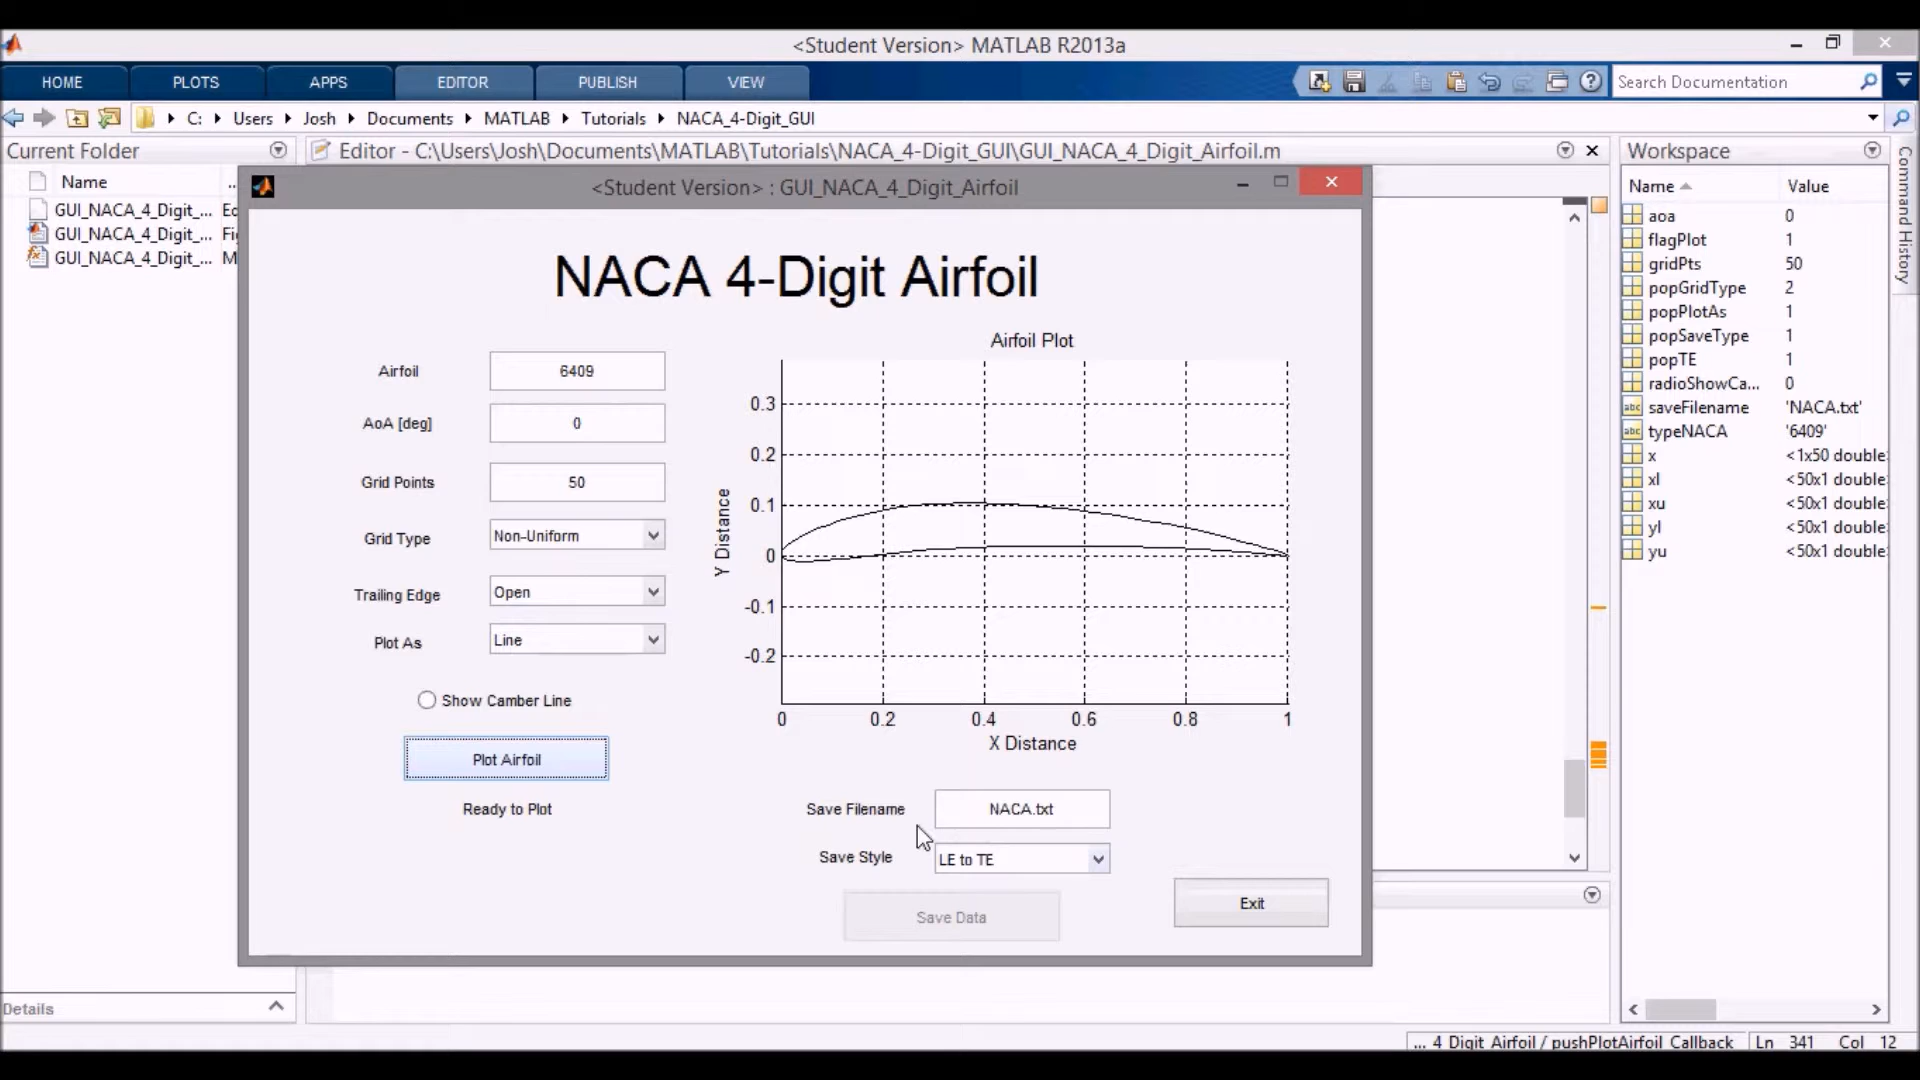 <Student Version> MATLAB R2013a
HOME PLOTS APPS EDITOR PUBLISH VIEW Search Documentation
C: Users Josh Documents MATLAB Tutorials NACA_4-Digit_GUI
Current Folder
Editor - C:\Users\Josh\Documents\MATLAB\Tutorials\NACA_4-Digit_GUI\GUI_NACA_4_Digit_Airfoil.m
Workspace
Command History
Name ...
GUI_NACA_4_Digit_...
GUI_NACA_4_Digit_...
GUI_NACA_4_Digit_...
<Student Version> : GUI_NACA_4_Digit_Airfoil
NACA 4-Digit Airfoil
Airfoil 6409
AoA [deg] 0
Grid Points 50
Grid Type Non-Uniform
Trailing Edge Open
Plot As Line
Show Camber Line
Plot Airfoil
Ready to Plot
Airfoil Plot
Y Distance
0.3
0.2
0.1
0
-0.1
-0.2
0 0.2 0.4 0.6 0.8 1
X Distance
Save Filename NACA.txt
Save Style LE to TE
Save Data
Exit
Name Value
aoa 0
flagPlot 1
gridPts 50
popGridType 2
popPlotAs 1
popSaveType 1
popTE 1
radioShowCa... 0
saveFilename 'NACA.txt'
typeNACA '6409'
x <1x50 double
xl <50x1 double
xu <50x1 double
yl <50x1 double
yu <50x1 double
Details
... 4 Digit Airfoil / pushPlotAirfoil Callback Ln 341 Col 12